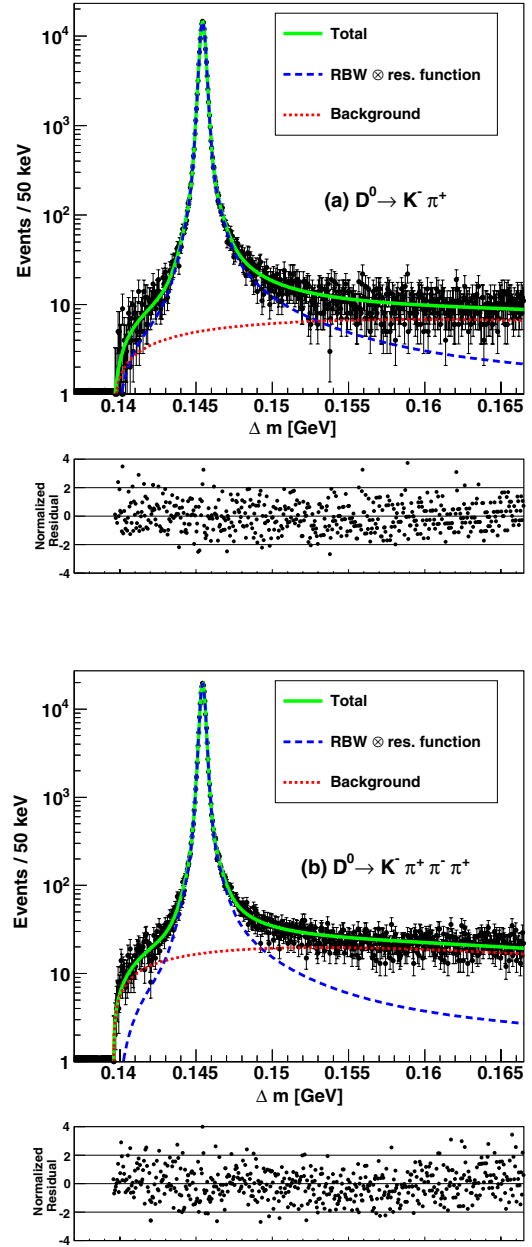 10⁴
10³
10²
10
1
Events / 50 keV
Total
RBW ⊗ res. function
Background
(a) D⁰→ K⁻ π⁺
0.14 0.145 0.15 0.155 0.16 0.165
Δ m [GeV]
Normalized
Residual
4
2
0
-2
-4
10⁴
10³
10²
10
1
Events / 50 keV
Total
RBW ⊗ res. function
Background
(b) D⁰→ K⁻ π⁺ π⁻ π⁺
0.14 0.145 0.15 0.155 0.16 0.165
Δ m [GeV]
Normalized
Residual
4
2
0
-2
-4